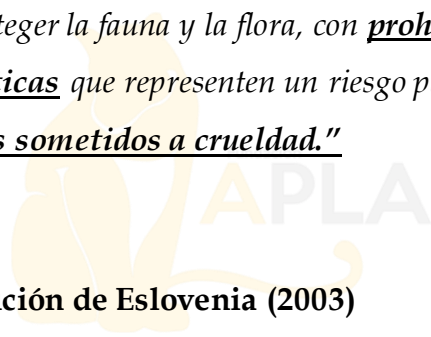 teger la fauna y la flora, con proh
ticas que representen un riesgo p
s sometidos a crueldad.”
APLA
ción de Eslovenia (2003)